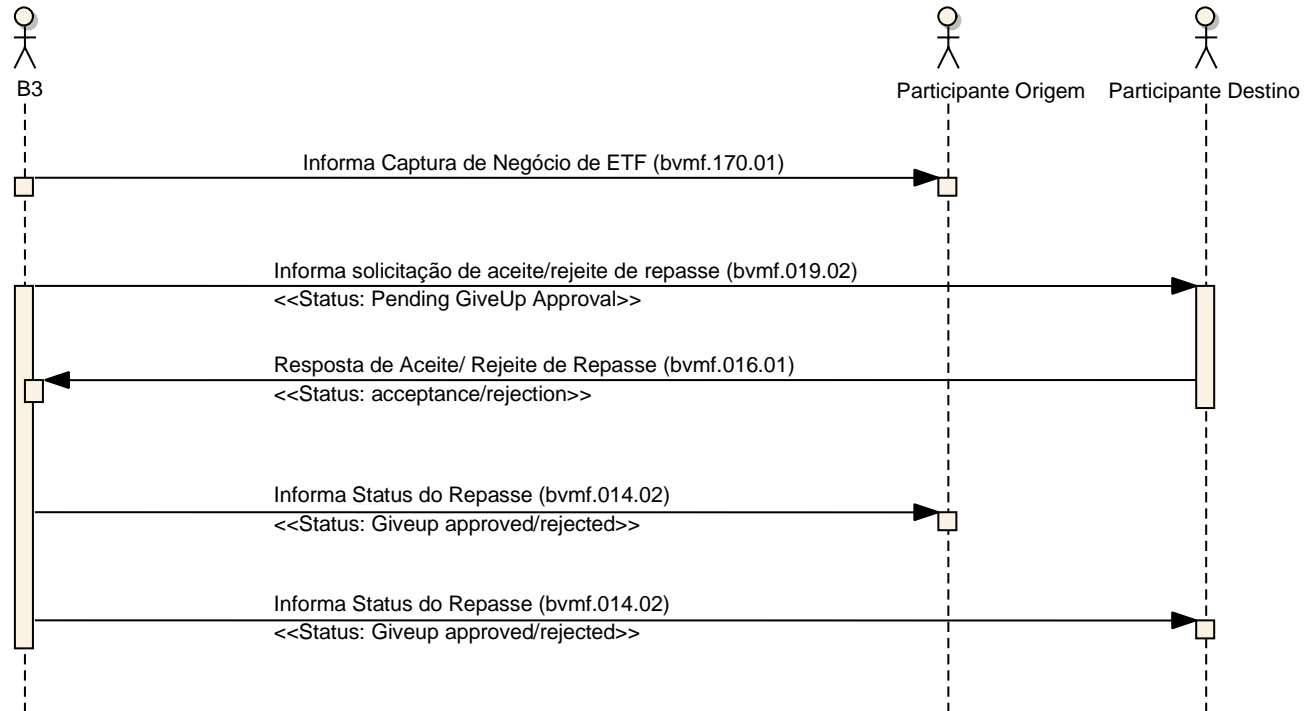 B3
Participante Origem
Participante Destino
Informa Captura de Negócio de ETF (bvmf.170.01)
Informa solicitação de aceite/rejeite de repasse (bvmf.019.02)
<<Status: Pending GiveUp Approval>>
Resposta de Aceite/ Rejeite de Repasse (bvmf.016.01)
<<Status: acceptance/rejection>>
Informa Status do Repasse (bvmf.014.02)
<<Status: Giveup approved/rejected>>
Informa Status do Repasse (bvmf.014.02)
<<Status: Giveup approved/rejected>>